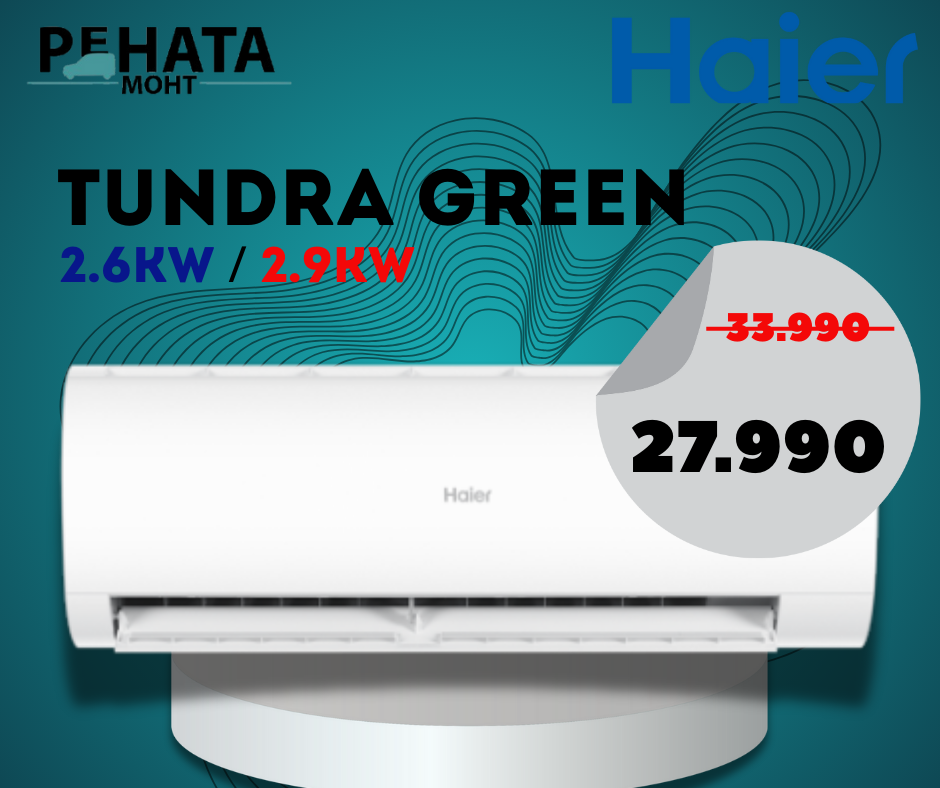 РЕНАТА
МОНТ
Haier
TUNDRA GREEN
2.6KW / 2.9KW
33.990
27.990
Haier